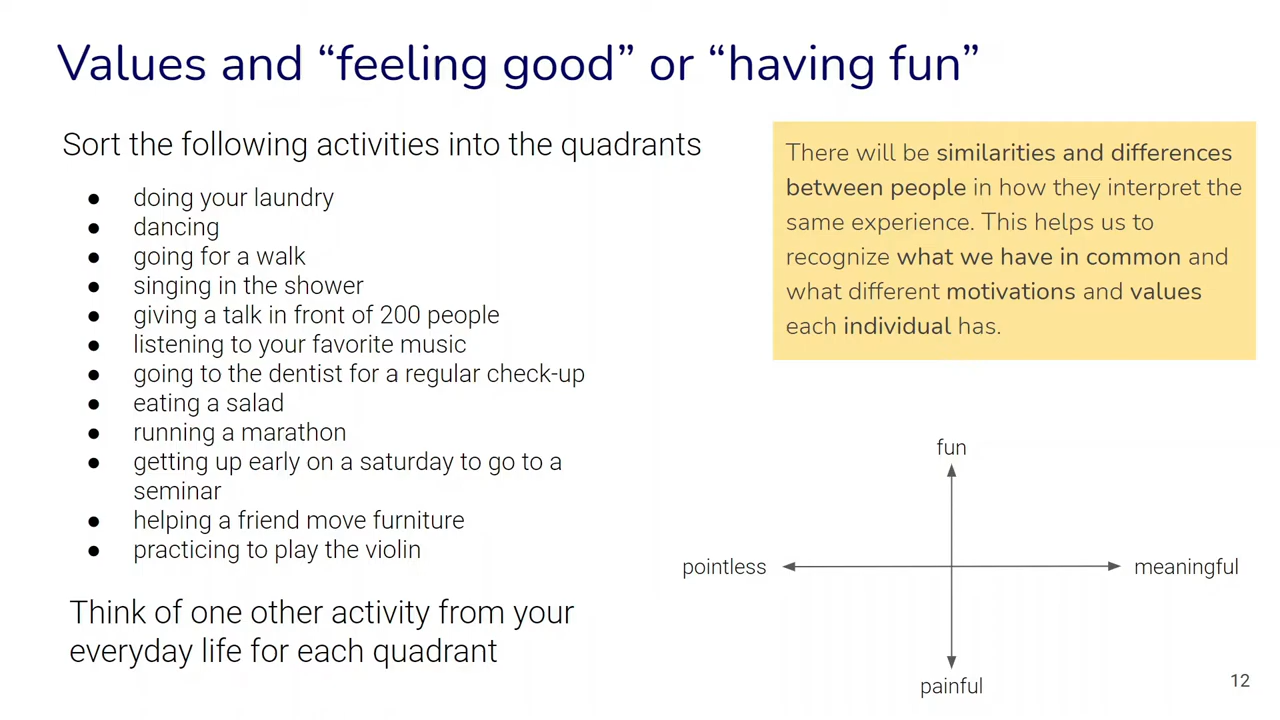 Values and “feeling good” or “having fun”
Sort the following activities into the quadrants
● doing your laundry
● dancing
● going for a walk
● singing in the shower
● giving a talk in front of 200 people
● listening to your favorite music
● going to the dentist for a regular check-up
● eating a salad
● running a marathon
● getting up early on a saturday to go to a
seminar
● helping a friend move furniture
● practicing to play the violin
Think of one other activity from your
everyday life for each quadrant
There will be similarities and differences
between people in how they interpret the
same experience. This helps us to
recognize what we have in common and
what different motivations and values
each individual has.
fun
pointless
meaningful
painful
12